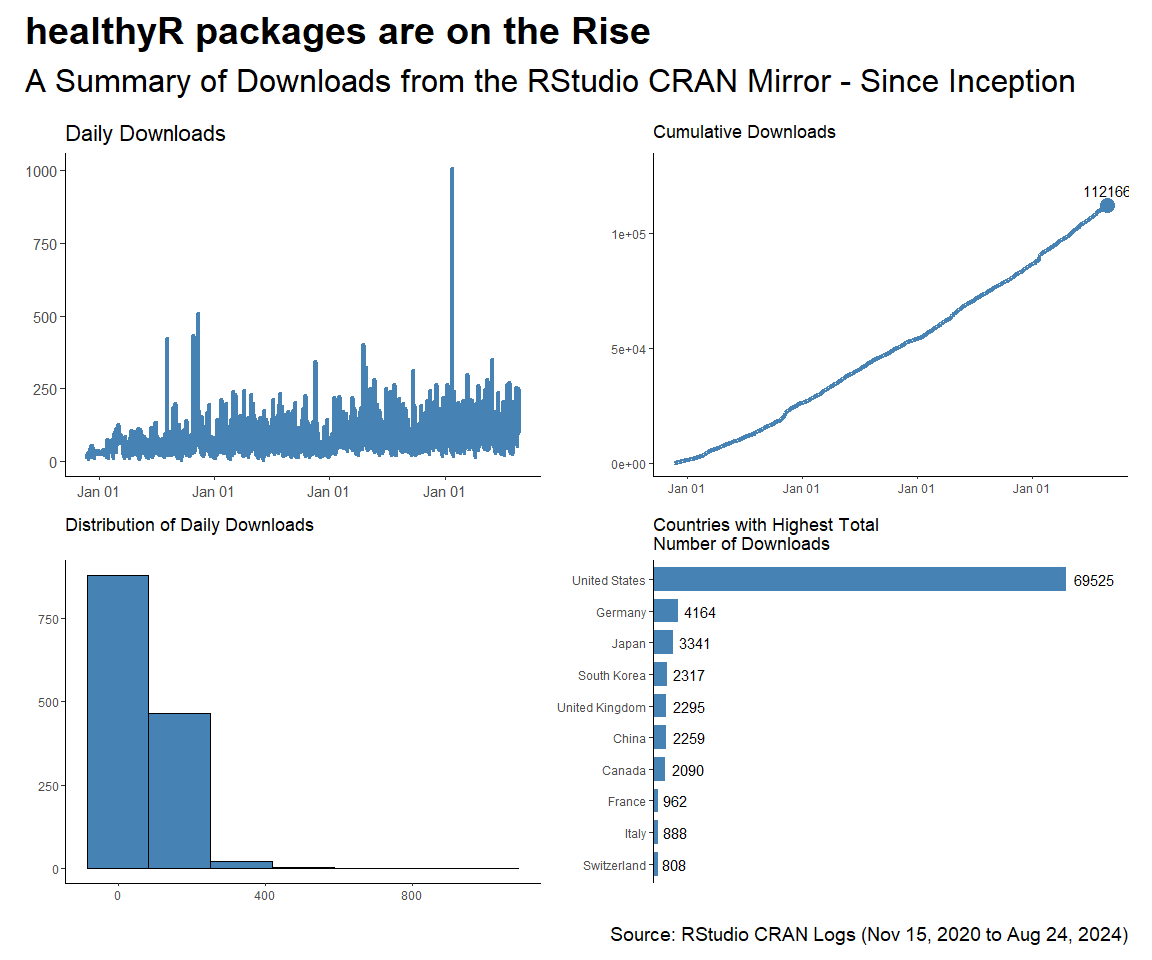 healthyR packages are on the Rise
A Summary of Downloads from the RStudio CRAN Mirror - Since Inception
Daily Downloads
1000
750
500
250
0
Jan 01 Jan 01 Jan 01 Jan 01
Cumulative Downloads
112166
1e+05
5e+04
0e+00
Jan 01 Jan 01 Jan 01 Jan 01
Distribution of Daily Downloads
750
500
250
0
0 400 800
Countries with Highest Total
Number of Downloads
United States 69525
Germany 4164
Japan 3341
South Korea 2317
United Kingdom 2295
China 2259
Canada 2090
France 962
Italy 888
Switzerland 808
Source: RStudio CRAN Logs (Nov 15, 2020 to Aug 24, 2024)